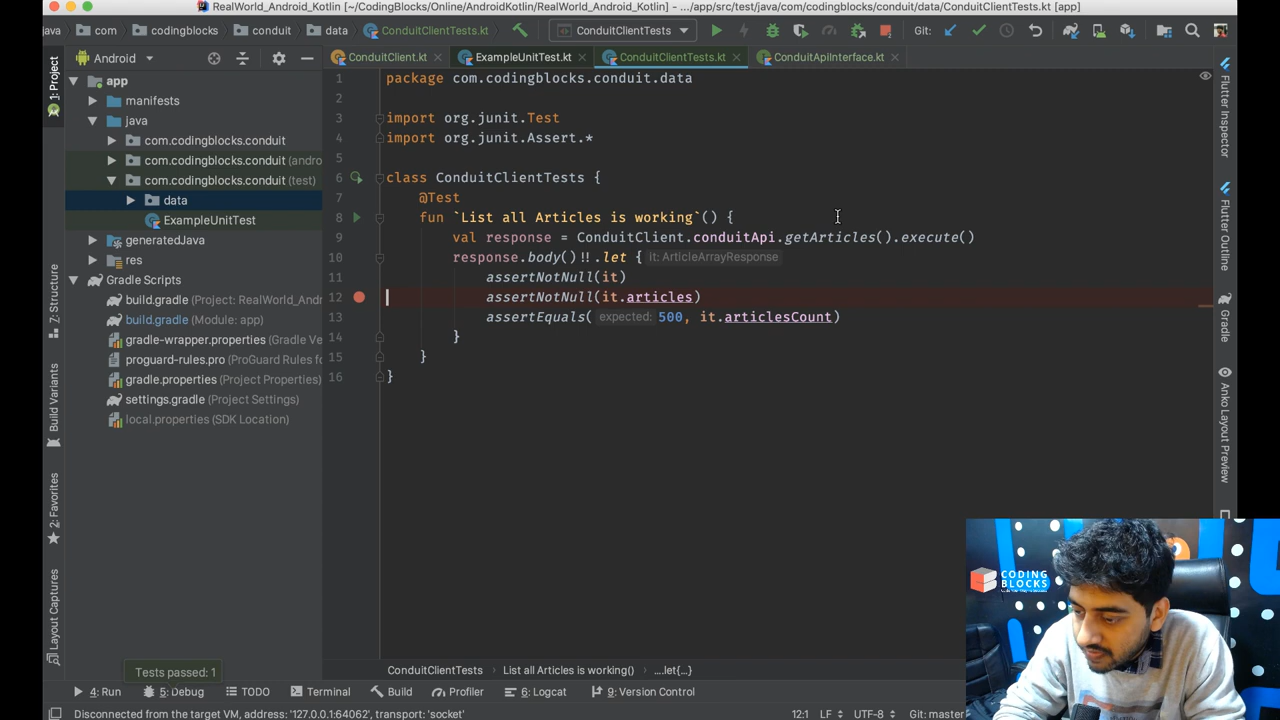 RealWorld_Android_Kotlin [~/CodingBlocks/Online/AndroidKotlin/RealWorld_Android_Kotlin] - .../app/src/test/java/com/codingblocks/conduit/data/ConduitClientTests.kt [app]
java com codingblocks conduit data ConduitClientTests.kt ConduitClientTests Git:
Android ConduitClient.kt ExampleUnitTest.kt ConduitClientTests.kt ConduitApiInterface.kt
app
manifests
java
com.codingblocks.conduit
com.codingblocks.conduit (andro
com.codingblocks.conduit (test)
data
ExampleUnitTest
generatedJava
res
Gradle Scripts
build.gradle (Project: RealWorld_Andr
build.gradle (Module: app)
gradle-wrapper.properties (Gradle Ve
proguard-rules.pro (ProGuard Rules for
gradle.properties (Project Properties)
settings.gradle (Project Settings)
local.properties (SDK Location)
1: Project
7: Structure
Build Variants
2: Favorites
Layout Captures
1 package com.codingblocks.conduit.data
2
3 import org.junit.Test
4 import org.junit.Assert.*
5
6 class ConduitClientTests {
7 @Test
8 fun `List all Articles is working`() {
9 val response = ConduitClient.conduitApi.getArticles().execute()
10 response.body()!!.let { it:ArticleArrayResponse
11 assertNotNull(it)
12 assertNotNull(it.articles)
13 assertEquals( expected: 500, it.articlesCount)
14 }
15 }
16 }
Flutter Inspector
Flutter Outline
Gradle
Anko Layout Preview
CODING
BLOCKS
Tests passed: 1
ConduitClientTests List all Articles is working() ...let{...}
4: Run 5: Debug TODO Terminal Build Profiler 6: Logcat 9: Version Control
Disconnected from the target VM, address: '127.0.0.1:64062', transport: 'socket' 12:1 LF UTF-8 Git: master